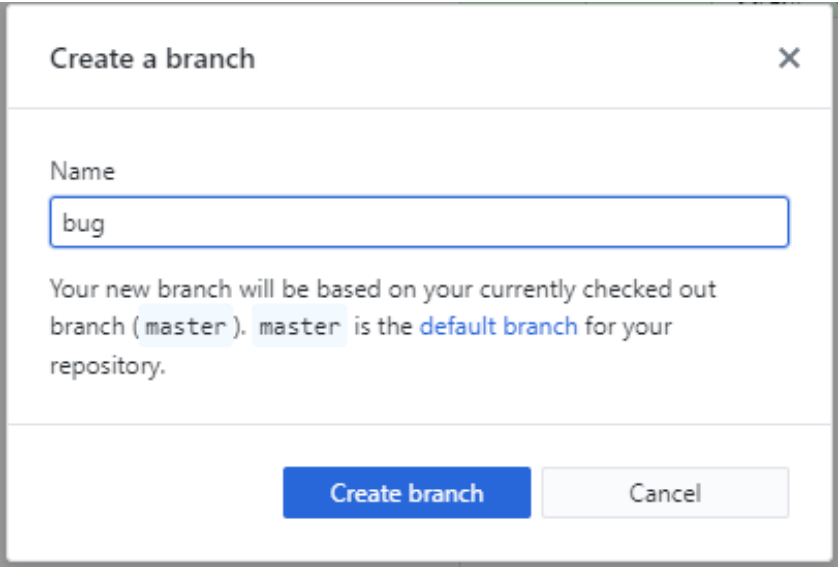 Create a branch
Name
bug
Your new branch will be based on your currently checked out
branch (master). master is the default branch for your
repository.
Create branch
Cancel